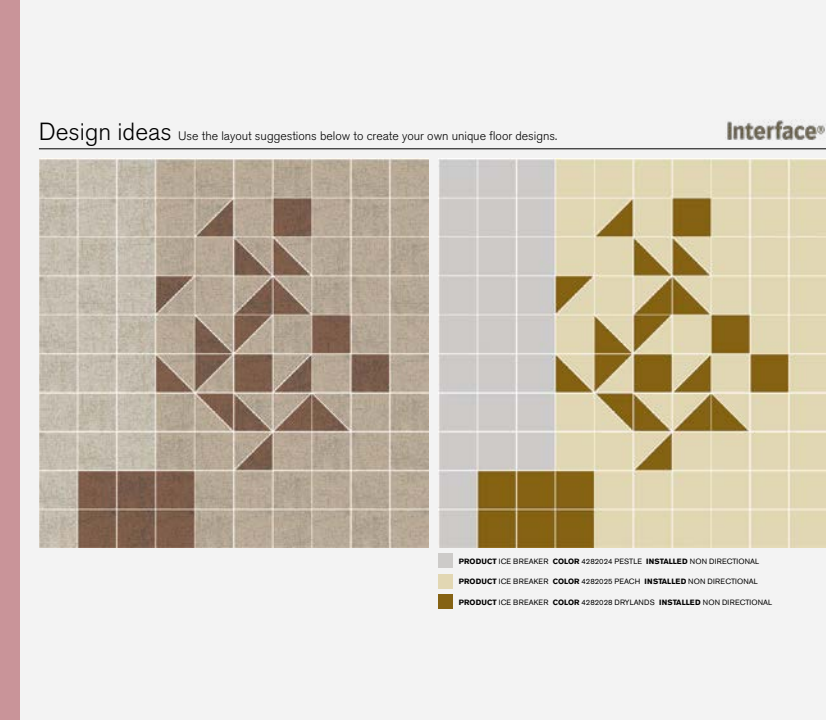 Design ideas Use the layout suggestions below to create your own unique floor designs.
Interface®
PRODUCT ICE BREAKER COLOR 4282024 PESTLE INSTALLED NON DIRECTIONAL
PRODUCT ICE BREAKER COLOR 4282025 PEACH INSTALLED NON DIRECTIONAL
PRODUCT ICE BREAKER COLOR 4282028 DRYLANDS INSTALLED NON DIRECTIONAL